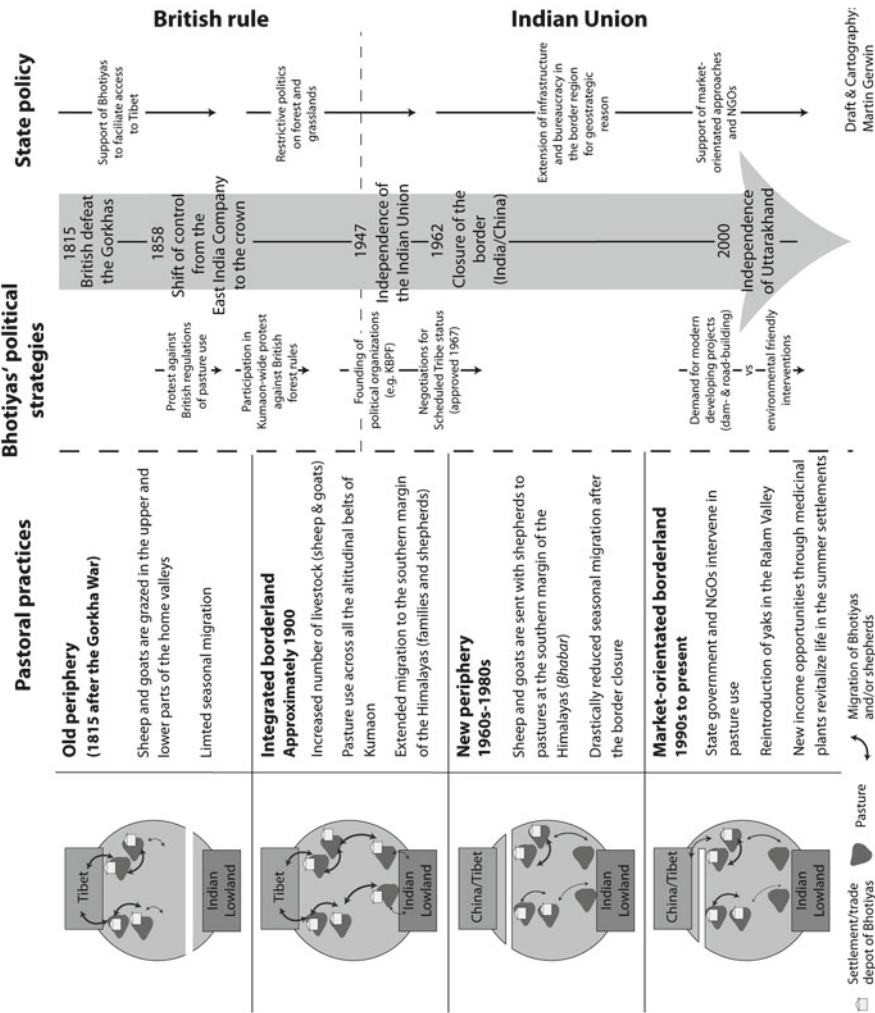 Pastoral practices
Bhotiyas' political
strategies
State policy
Tibet
Indian
Lowland
Old periphery
(1815 after the Gorkha War)
Sheep and goats are grazed in the upper and
lower parts of the home valleys
Limted seasonal migration
Tibet
Indian
Lowland
Integrated borderland
Approximately 1900
Increased number of livestock (sheep & goats)
Pasture use across all the altitudinal belts of
Kumaon
Extended migration to the southern margin
of the Himalayas (families and shepherds)
China/Tibet
Indian
Lowland
New periphery
1960s-1980s
Sheep and goats are sent with shepherds to
pastures at the southern margin of the
Himalayas (Bhabar)
Drastically reduced seasonal migration after
the border closure
China/Tibet
Indian
Lowland
Market-orientated borderland
1990s to present
State government and NGOs intervene in
pasture use
Reintroduction of yaks in the Ralam Valley
New income opportunities through medicinal
plants revitalize life in the summer settlements
Protest against
British regulations
of pasture use
Participation in
Kumaon-wide protest
against British
forest rules
Founding of
political organizations
(e.g. KBPF)
Negotiations for
Scheduled Tribe status
(approved 1967)
Demand for modern
developing projects
(dam- & road-building)
vs
environmental friendly
interventions
1815
British defeat
the Gorkhas
1858
Shift of control
from the
East India Company
to the crown
1947
Independence of
the Indian Union
1962
Closure of the
border
(India/China)
2000
Independence
of Uttarakhand
Support of Bhotiyas
to faciliate access
to Tibet
Restrictive politics
on forest and
grasslands
Extension of infrastructure
and bureaucracy in
the border region
for geostrategic
reason
Support of market-
orientated approaches
and NGOs
British rule
Indian Union
Settlement/trade
depot of Bhotiyas
Pasture
Migration of Bhotiyas
and/or shepherds
Draft & Cartography:
Martin Gerwin